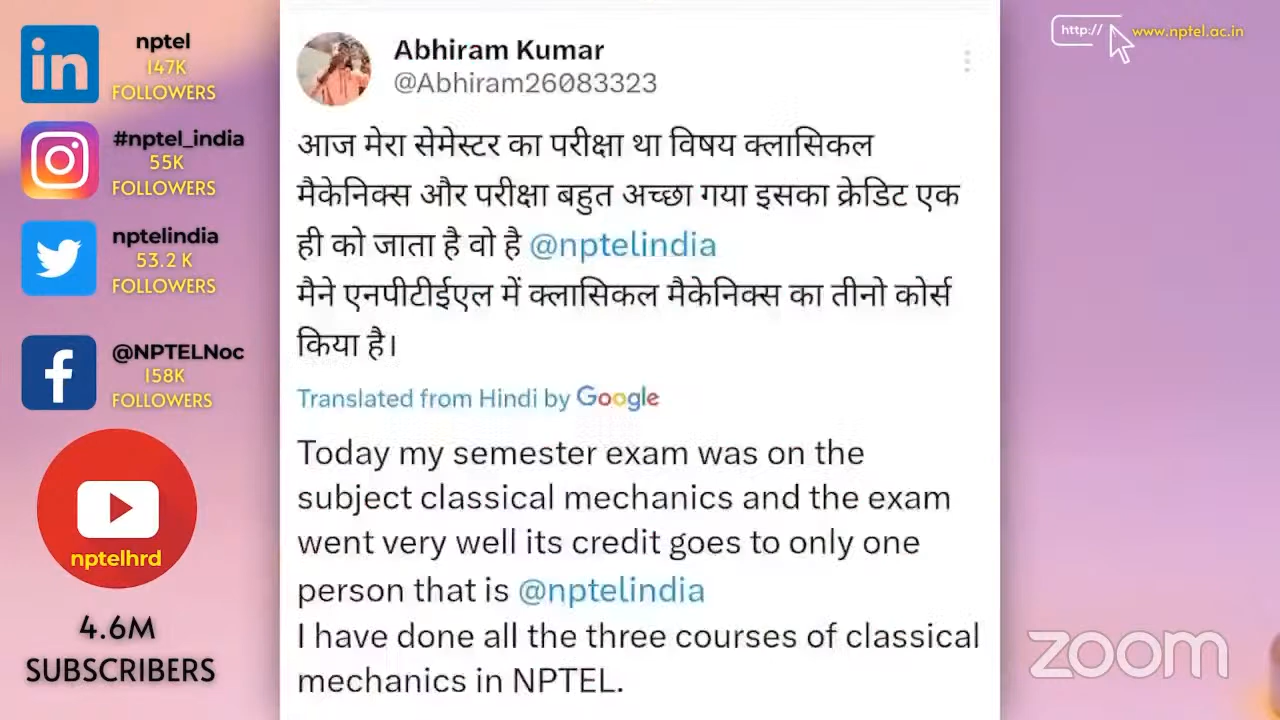 nptel
147K
FOLLOWERS
#nptel_india
55K
FOLLOWERS
nptelindia
53.2 K
FOLLOWERS
@NPTELNoc
158K
FOLLOWERS
nptelhrd
4.6M
SUBSCRIBERS
Abhiram Kumar
@Abhiram26083323
आज मेरा सेमेस्टर का परीक्षा था विषय क्लासिकल
मैकेनिक्स और परीक्षा बहुत अच्छा गया इसका क्रेडिट एक
ही को जाता है वो है @nptelindia
मैने एनपीटीईएल में क्लासिकल मैकेनिक्स का तीनो कोर्स
किया है।
Translated from Hindi by Google
Today my semester exam was on the
subject classical mechanics and the exam
went very well its credit goes to only one
person that is @nptelindia
I have done all the three courses of classical
mechanics in NPTEL.
http:// www.nptel.ac.in
zoom